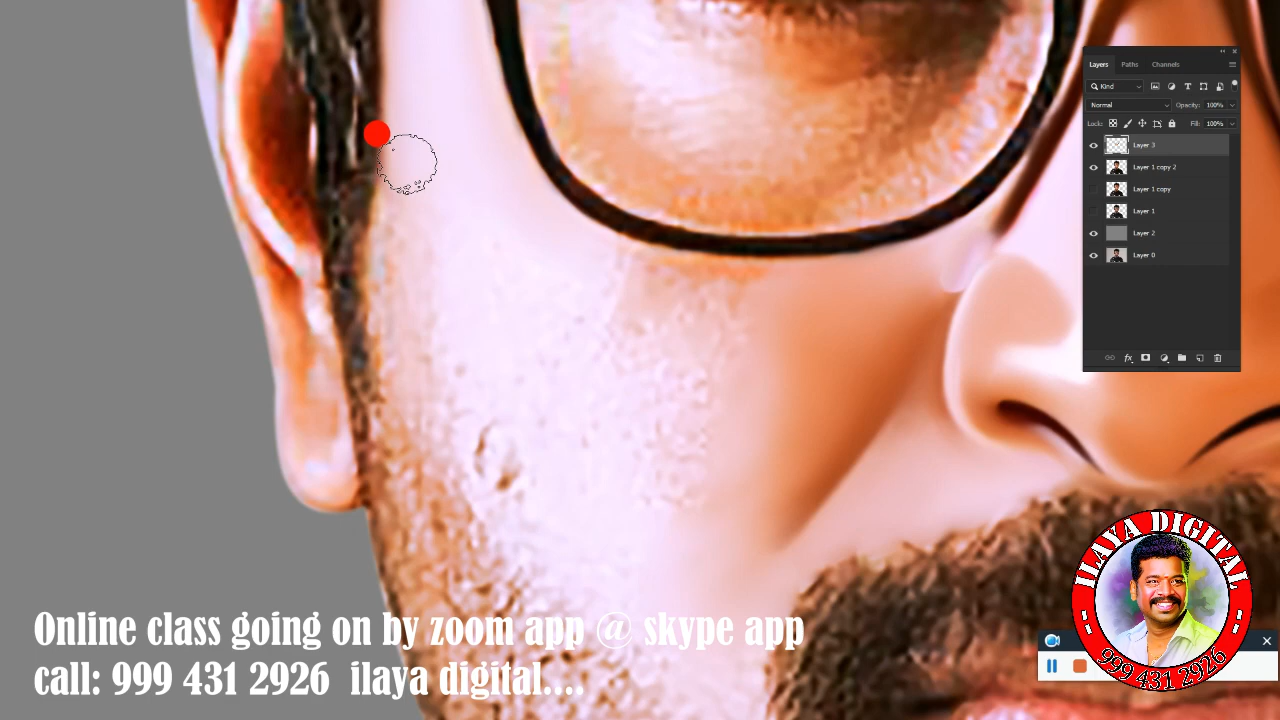 Layers Paths Channels
Kind
Normal Opacity: 100%
Lock: Fill: 100%
Layer 3
Layer 1 copy 2
Layer 1 copy
Layer 1
Layer 2
Layer 0
fx
ILAYA DIGITAL
999 431 2926
Online class going on by zoom app @ skype app
call: 999 431 2926 ilaya digital....